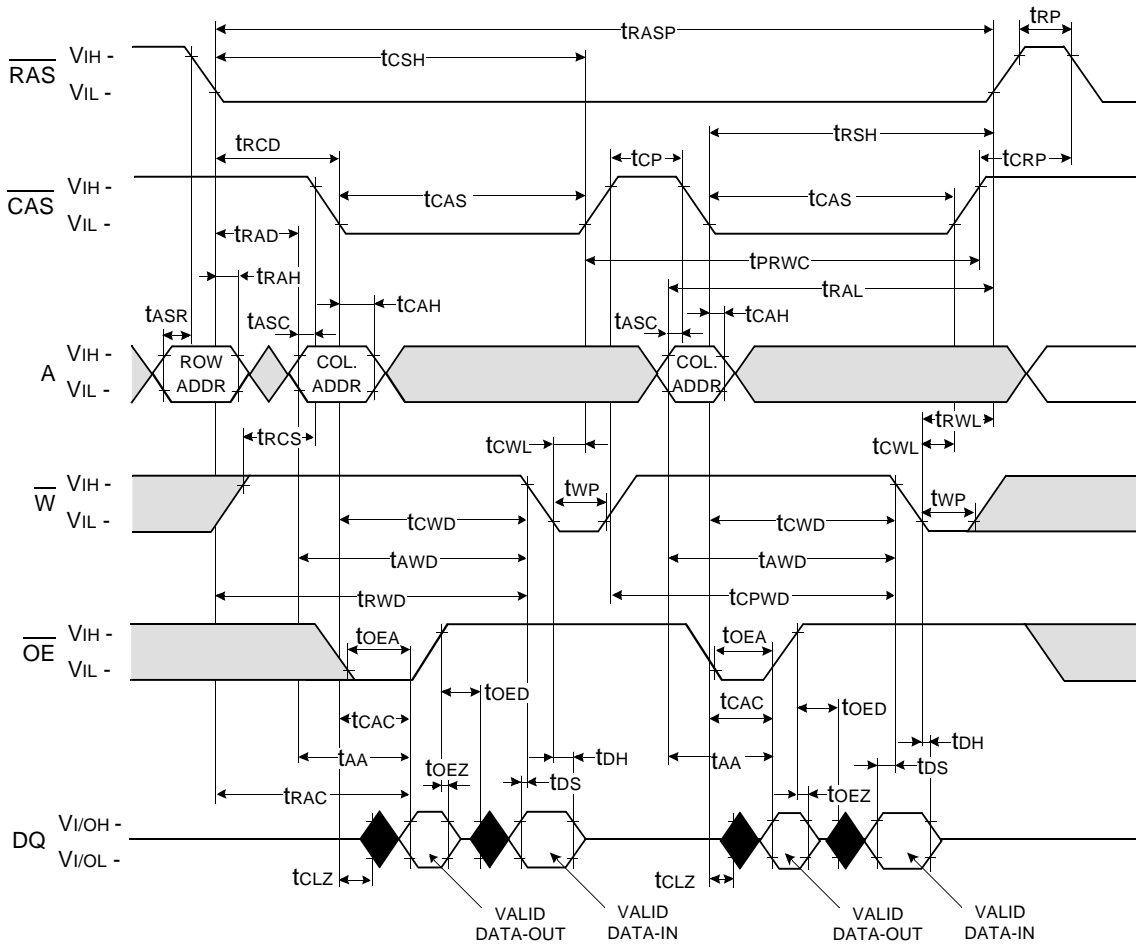 tRASP
tRP
RAS
VIH -
VIL -
tCSH
tRCD
tRSH
tCP
tCRP
CAS
VIH -
VIL -
tCAS
tCAS
tRAD
tPRWC
tRAH
tRAL
tASR
tASC
tCAH
tASC
tCAH
A
VIH -
VIL -
ROW
ADDR
COL.
ADDR
COL.
ADDR
tRCS
tCWL
tRWL
tCWL
W
VIH -
VIL -
tWP
tWP
tCWD
tCWD
tAWD
tAWD
tRWD
tCPWD
OE
VIH -
VIL -
tOEA
tOEA
tOED
tOED
tCAC
tCAC
tAA
tDH
tAA
tDH
tOEZ
tDS
tOEZ
tDS
tRAC
DQ
VI/OH -
VI/OL -
tCLZ
tCLZ
VALID
DATA-OUT
VALID
DATA-IN
VALID
DATA-OUT
VALID
DATA-IN